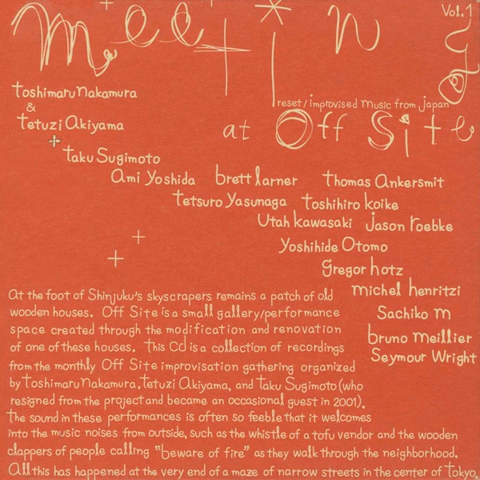 Meeting
Vol.1
reset/improvised music from japan
at Off Site
toshimaru nakamura
&
tetuzi Akiyama
+
taku Sugimoto
Ami Yoshida brett larner thomas Ankersmit
tetsuro Yasunaga toshihiro koike
Utah kawasaki jason roebke
Yoshihide Otomo
gregor hotz
michel henritzi
Sachiko m
bruno meillier
Seymour Wright
At the foot of Shinjuku's skyscrapers remains a patch of old
wooden houses. Off Site is a small gallery/performance
space created through the modification and renovation
of one of these houses. this Cd is a collection of recordings
from the monthly Off Site improvisation gathering organized
by toshimaru nakamura, tetuzi Akiyama, and taku Sugimoto (who
resigned from the project and became an occasional guest in 2001).
the sound in these performances is often so feeble that it welcomes
into the music noises from outside, such as the whistle of a tofu vendor and the wooden
clappers of people calling "beware of fire" as they walk through the neighborhood.
All this has happened at the very end of a maze of narrow streets in the center of tokyo,